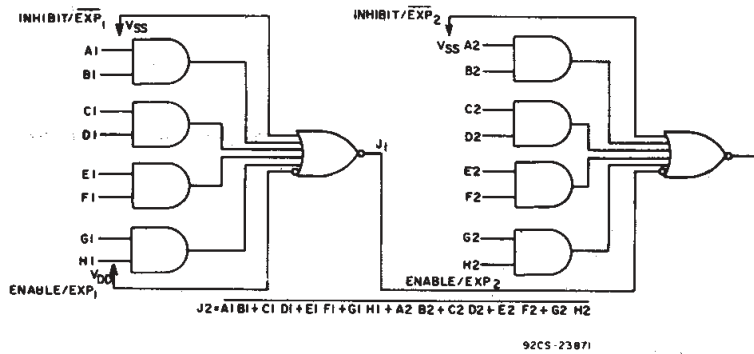 INHIBIT/EXP1
VSS
A1
B1
C1
D1
E1
F1
G1
H1
VDD
ENABLE/EXP1
J1
INHIBIT/EXP2
VSS
A2
B2
C2
D2
E2
F2
G2
H2
ENABLE/EXP2
J2=A1 B1+C1 D1+E1 F1+G1 H1+A2 B2+C2 D2+E2 F2+G2 H2
92CS-23871